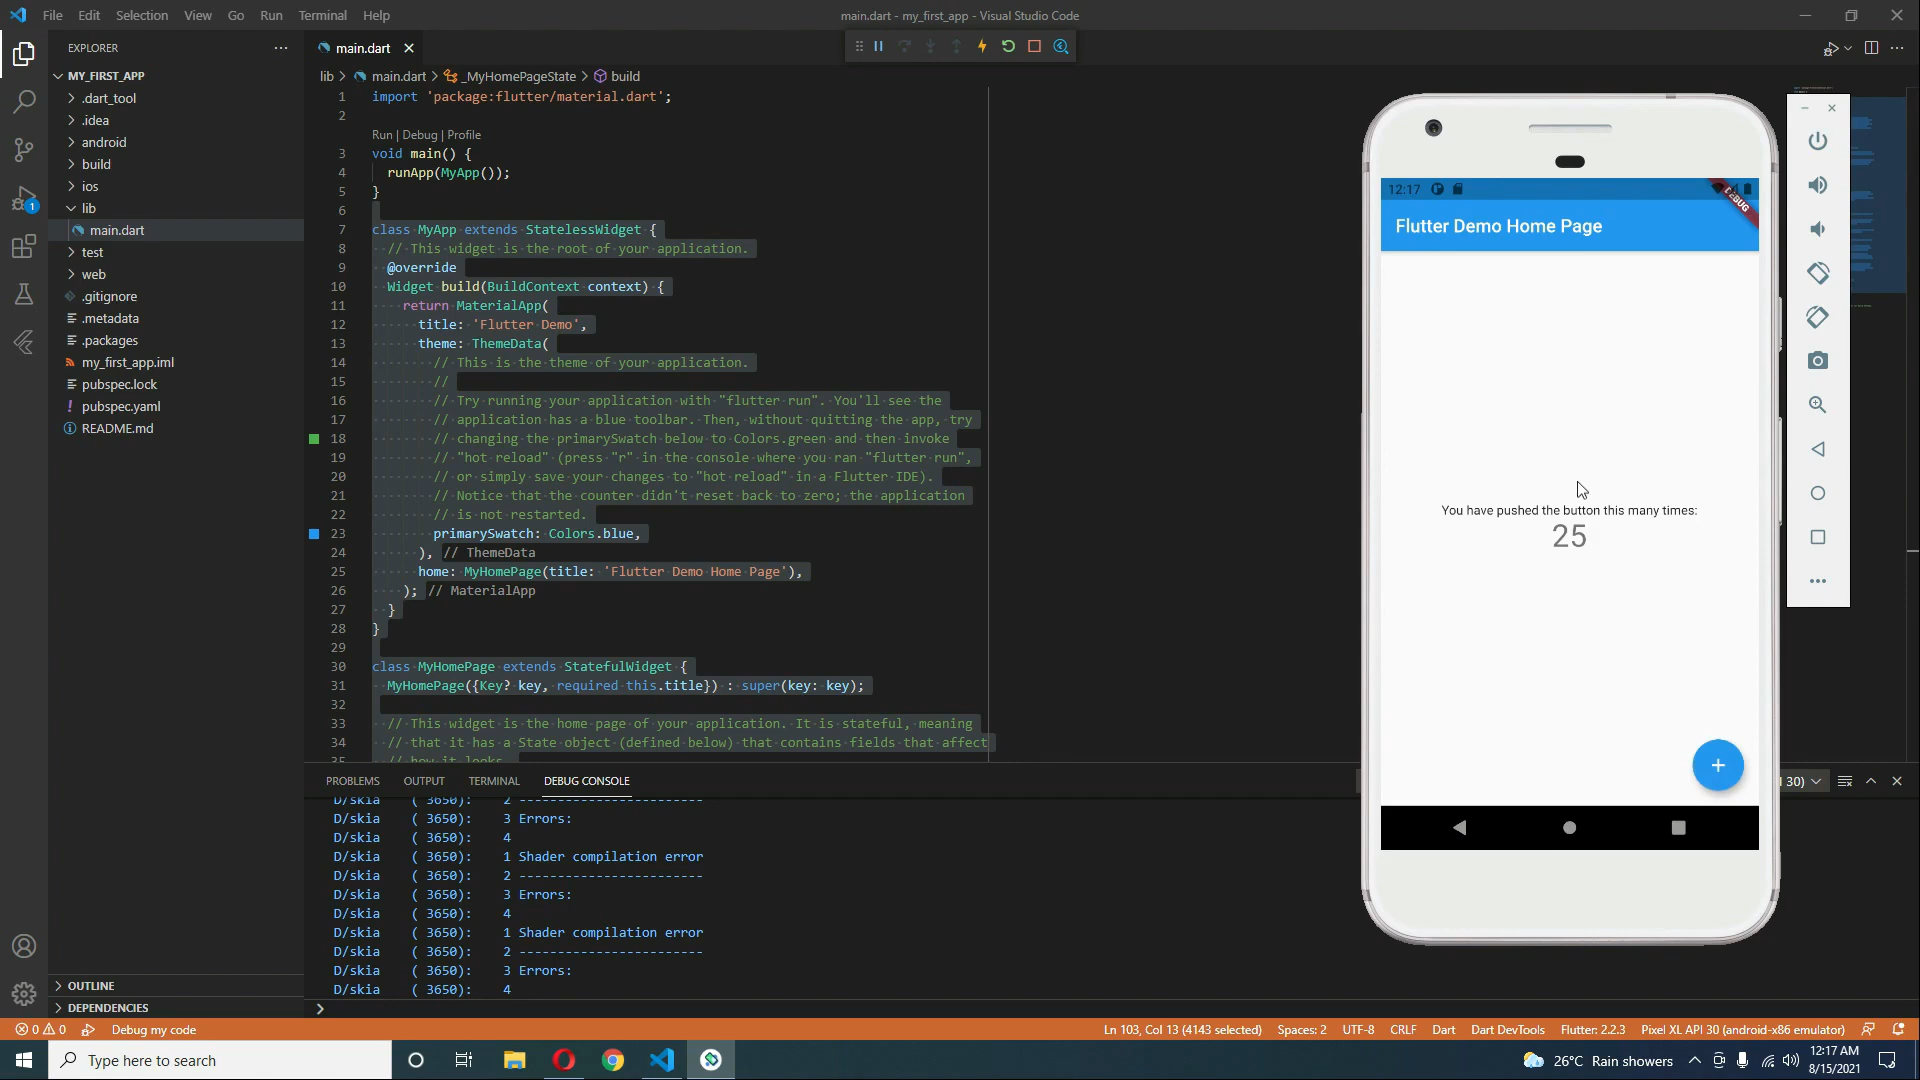 File Edit Selection View Go Run Terminal Help
main.dart - my_first_app - Visual Studio Code
EXPLORER
MY_FIRST_APP
.dart_tool
.idea
android
build
ios
lib
main.dart
test
web
.gitignore
.metadata
.packages
my_first_app.iml
pubspec.lock
pubspec.yaml
README.md
OUTLINE
DEPENDENCIES
1
main.dart
lib > main.dart > _MyHomePageState > build
1 import 'package:flutter/material.dart';
2
Run | Debug | Profile
3 void main() {
4 runApp(MyApp());
5 }
6
7 class MyApp extends StatelessWidget {
8 // This widget is the root of your application.
9 @override
10 Widget build(BuildContext context) {
11 return MaterialApp(
12 title: 'Flutter Demo',
13 theme: ThemeData(
14 // This is the theme of your application.
15 //
16 // Try running your application with "flutter run". You'll see the
17 // application has a blue toolbar. Then, without quitting the app, try
18 // changing the primarySwatch below to Colors.green and then invoke
19 // "hot reload" (press "r" in the console where you ran "flutter run",
20 // or simply save your changes to "hot reload" in a Flutter IDE).
21 // Notice that the counter didn't reset back to zero; the application
22 // is not restarted.
23 primarySwatch: Colors.blue,
24 ), // ThemeData
25 home: MyHomePage(title: 'Flutter Demo Home Page'),
26 ); // MaterialApp
27 }
28 }
29
30 class MyHomePage extends StatefulWidget {
31 MyHomePage({Key? key, required this.title}) : super(key: key);
32
33 // This widget is the home page of your application. It is stateful, meaning
34 // that it has a State object (defined below) that contains fields that affect
35 // how it looks.
PROBLEMS OUTPUT TERMINAL DEBUG CONSOLE
30)
D/skia ( 3650): 2 ------------------------
D/skia ( 3650): 3 Errors:
D/skia ( 3650): 4
D/skia ( 3650): 1 Shader compilation error
D/skia ( 3650): 2 ------------------------
D/skia ( 3650): 3 Errors:
D/skia ( 3650): 4
D/skia ( 3650): 1 Shader compilation error
D/skia ( 3650): 2 ------------------------
D/skia ( 3650): 3 Errors:
D/skia ( 3650): 4
>
12:17
DEBUG
Flutter Demo Home Page
You have pushed the button this many times:
25
+
0 0 Debug my code
Ln 103, Col 13 (4143 selected) Spaces: 2 UTF-8 CRLF Dart Dart DevTools Flutter: 2.2.3 Pixel XL API 30 (android-x86 emulator)
Type here to search
26°C Rain showers
12:17 AM
8/15/2021